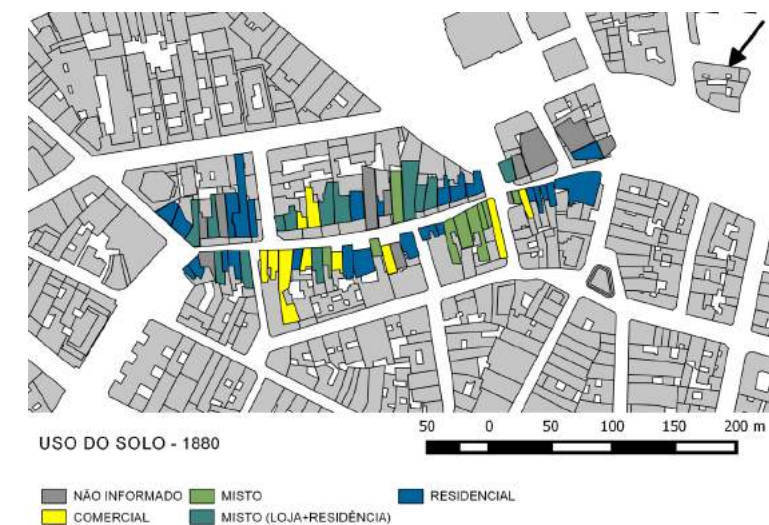 USO DO SOLO - 1880
50 0 50 100 150 200 m
NÃO INFORMADO MISTO RESIDENCIAL
COMERCIAL MISTO (LOJA+RESIDÊNCIA)